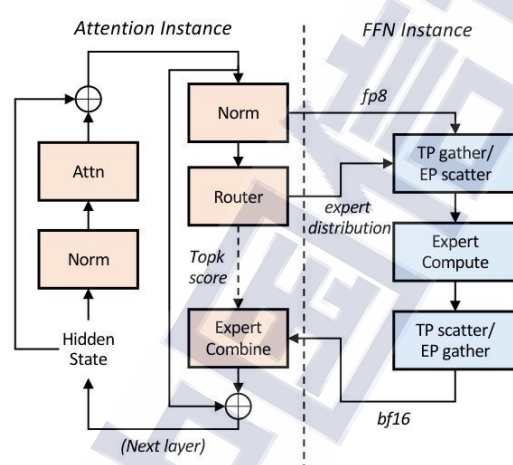 Attention Instance
FFN Instance
Norm
fp8
Attn
Router
TP gather/
EP scatter
expert
distribution
Norm
Topk
score
Expert
Compute
Hidden
State
Expert
Combine
TP scatter/
EP gather
bf16
(Next layer)